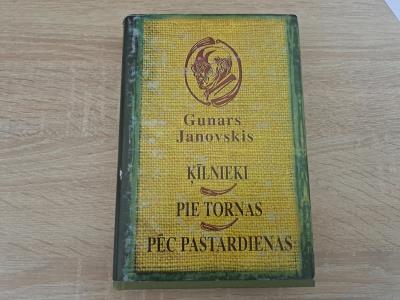 Gunars
Janovskis
ĶĪLNIEKI
PIE TORNAS
PĒC PASTARDIENAS